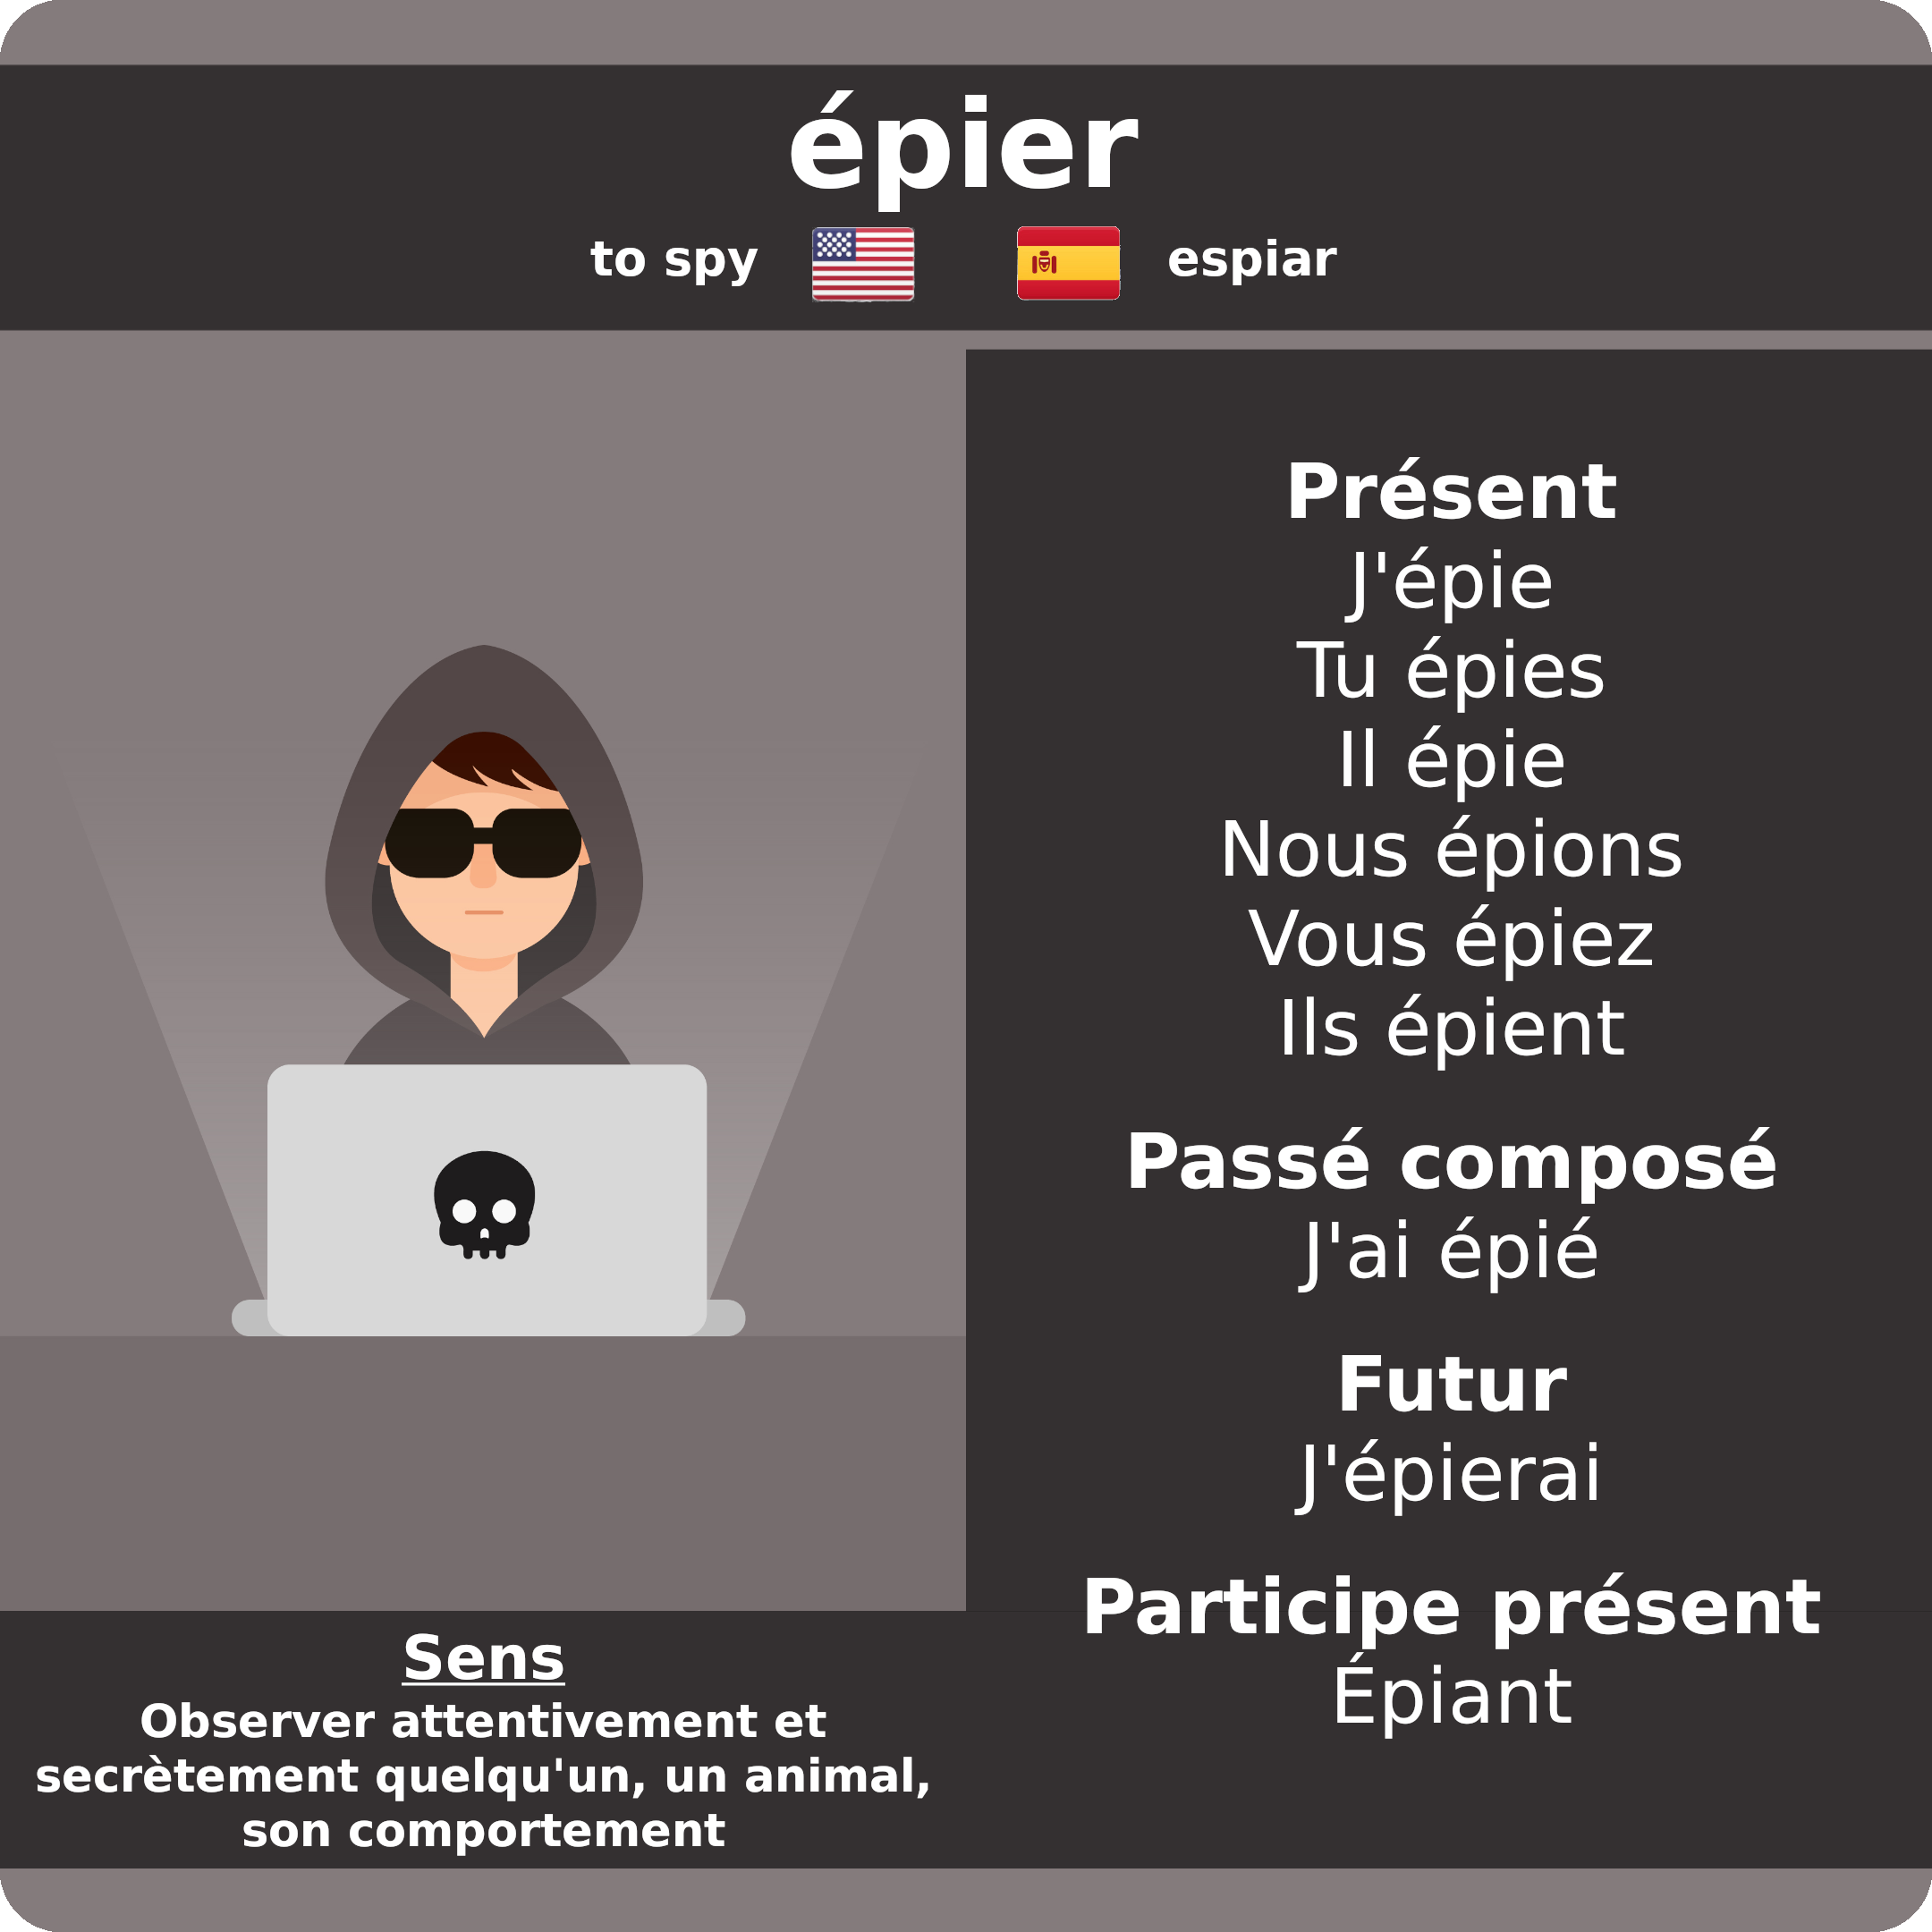 épier
to spy espiar
Présent
J'épie
Tu épies
Il épie
Nous épions
Vous épiez
Ils épient
Passé composé
J'ai épié
Futur
J'épierai
Participe présent
Épiant
Sens
Observer attentivement et
secrètement quelqu'un, un animal,
son comportement